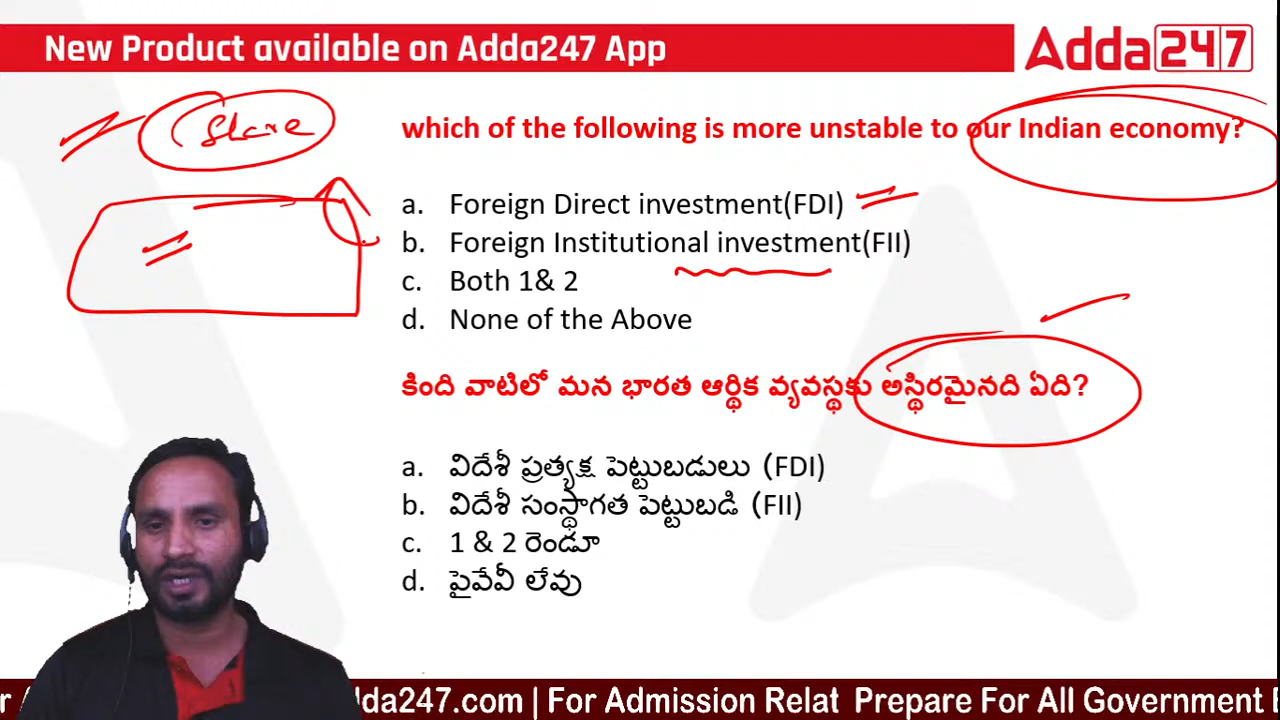 New Product available on Adda247 App
Adda247
Share
which of the following is more unstable to our Indian economy?
a. Foreign Direct investment(FDI)
b. Foreign Institutional investment(FII)
c. Both 1& 2
d. None of the Above
కింది వాటిలో మన భారత ఆర్థిక వ్యవస్థకు అస్థిరమైనది ఏది?
a. విదేశీ ప్రత్యక్ష పెట్టుబడులు (FDI)
b. విదేశీ సంస్థాగత పెట్టుబడి (FII)
c. 1 & 2 రెండూ
d. పైవేవీ లేవు
dda247.com | For Admission Relat Prepare For All Government